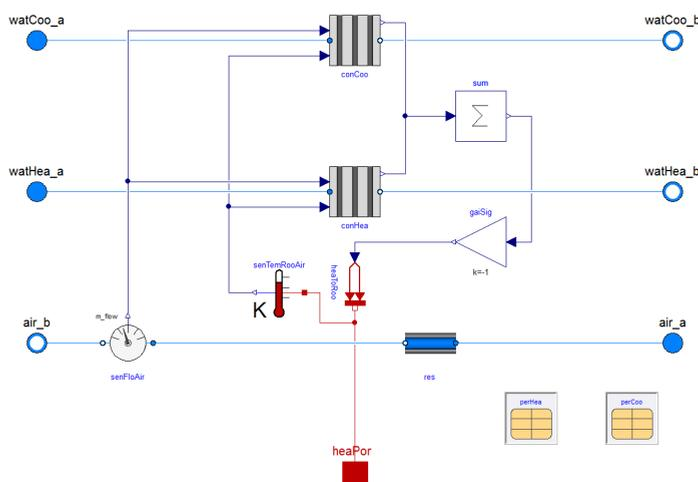 watCoo_a
watCoo_b
conCoo
sum
Σ
watHea_a
watHea_b
conHea
gaiSig
k=-1
senTemRooAir
heaToRoo
K
air_b
m_flow
air_a
senFloAir
res
perHea
perCoo
heaPor